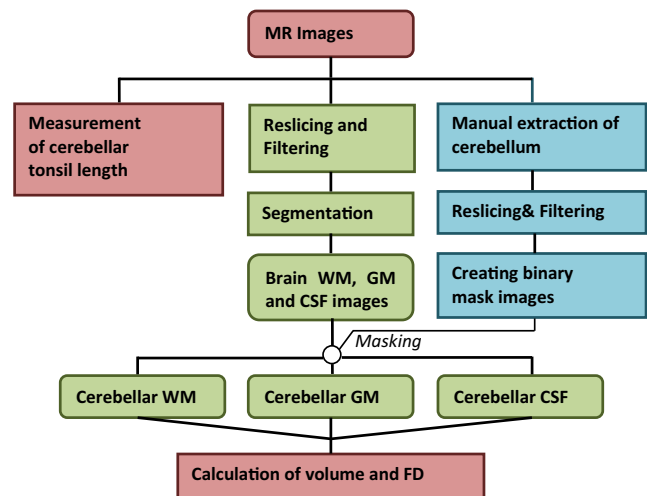 MR Images
Measurement
of cerebellar
tonsil length
Reslicing and
Filtering
Manual extraction of
cerebellum
Segmentation
Reslicing& Filtering
Brain WM, GM
and CSF images
Creating binary
mask images
Masking
Cerebellar WM
Cerebellar GM
Cerebellar CSF
Calculation of volume and FD